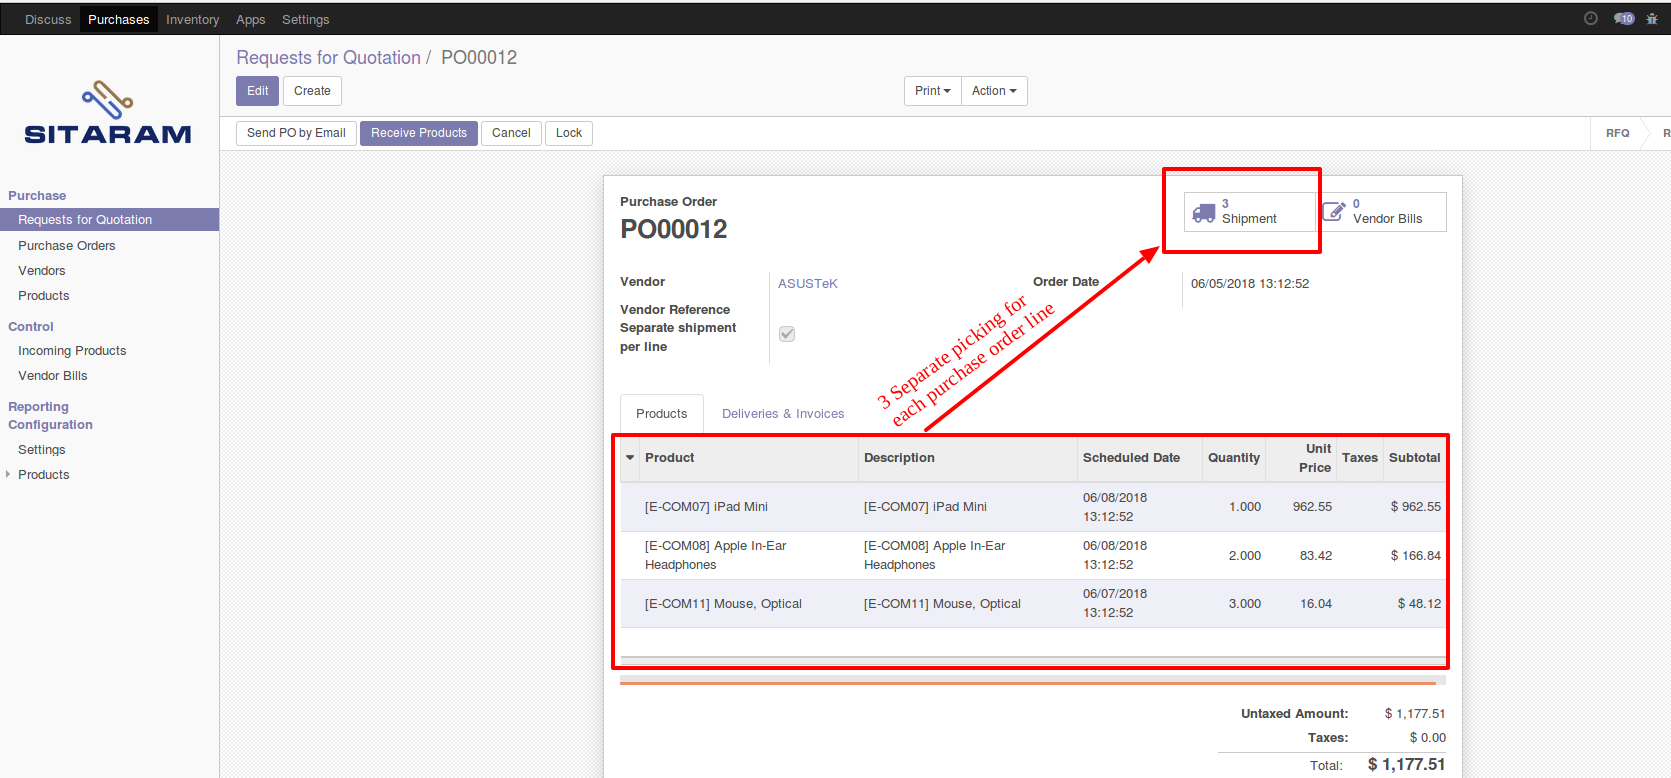 Discuss Purchases Inventory Apps Settings 10
Requests for Quotation / PO00012
Edit Create Print Action
SITARAM
Send PO by Email Receive Products Cancel Lock RFQ R
Purchase
Requests for Quotation
Purchase Orders
Vendors
Products
Control
Incoming Products
Vendor Bills
Reporting
Configuration
Settings
Products
Purchase Order
PO00012
3
Shipment
0
Vendor Bills
Vendor ASUSTeK
Order Date 06/05/2018 13:12:52
Vendor Reference
Separate shipment
per line
3 Separate picking for
each purchase order line
Products Deliveries & Invoices
Product Description Scheduled Date Quantity Unit Price Taxes Subtotal
[E-COM07] iPad Mini [E-COM07] iPad Mini 06/08/2018 13:12:52 1.000 962.55 $ 962.55
[E-COM08] Apple In-Ear Headphones [E-COM08] Apple In-Ear Headphones 06/08/2018 13:12:52 2.000 83.42 $ 166.84
[E-COM11] Mouse, Optical [E-COM11] Mouse, Optical 06/07/2018 13:12:52 3.000 16.04 $ 48.12
Untaxed Amount: $ 1,177.51
Taxes: $ 0.00
Total: $ 1,177.51